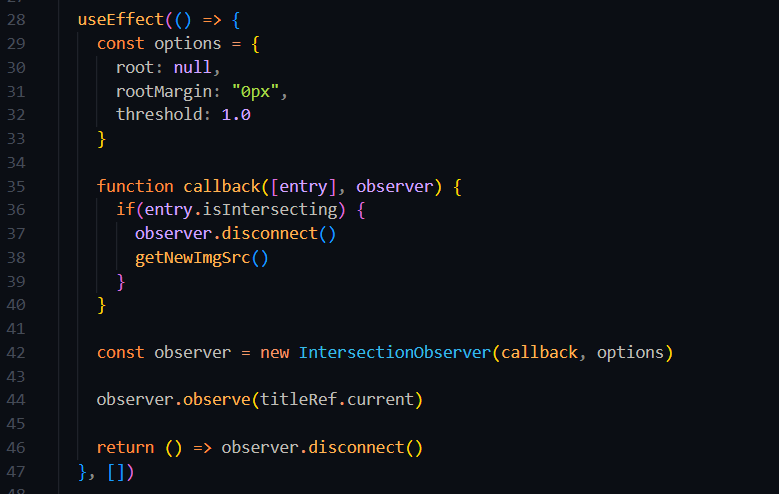 28 useEffect(() => {
29 const options = {
30 root: null,
31 rootMargin: "0px",
32 threshold: 1.0
33 }
34
35 function callback([entry], observer) {
36 if(entry.isIntersecting) {
37 observer.disconnect()
38 getNewImgSrc()
39 }
40 }
41
42 const observer = new IntersectionObserver(callback, options)
43
44 observer.observe(titleRef.current)
45
46 return () => observer.disconnect()
47 }, [])